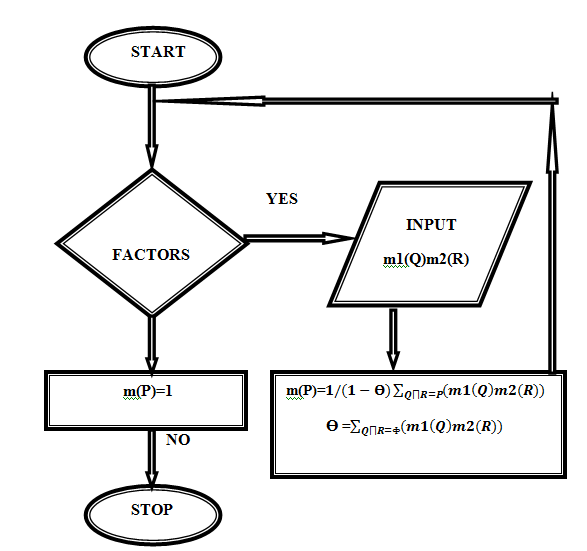 START
YES
INPUT
m1(Q)m2(R)
FACTORS
m(P)=1
m(P)=1/(1 − Ө) ∑Q⊓R=P(m1(Q)m2(R))
Ө =∑Q⊓R=Φ(m1(Q)m2(R))
NO
STOP